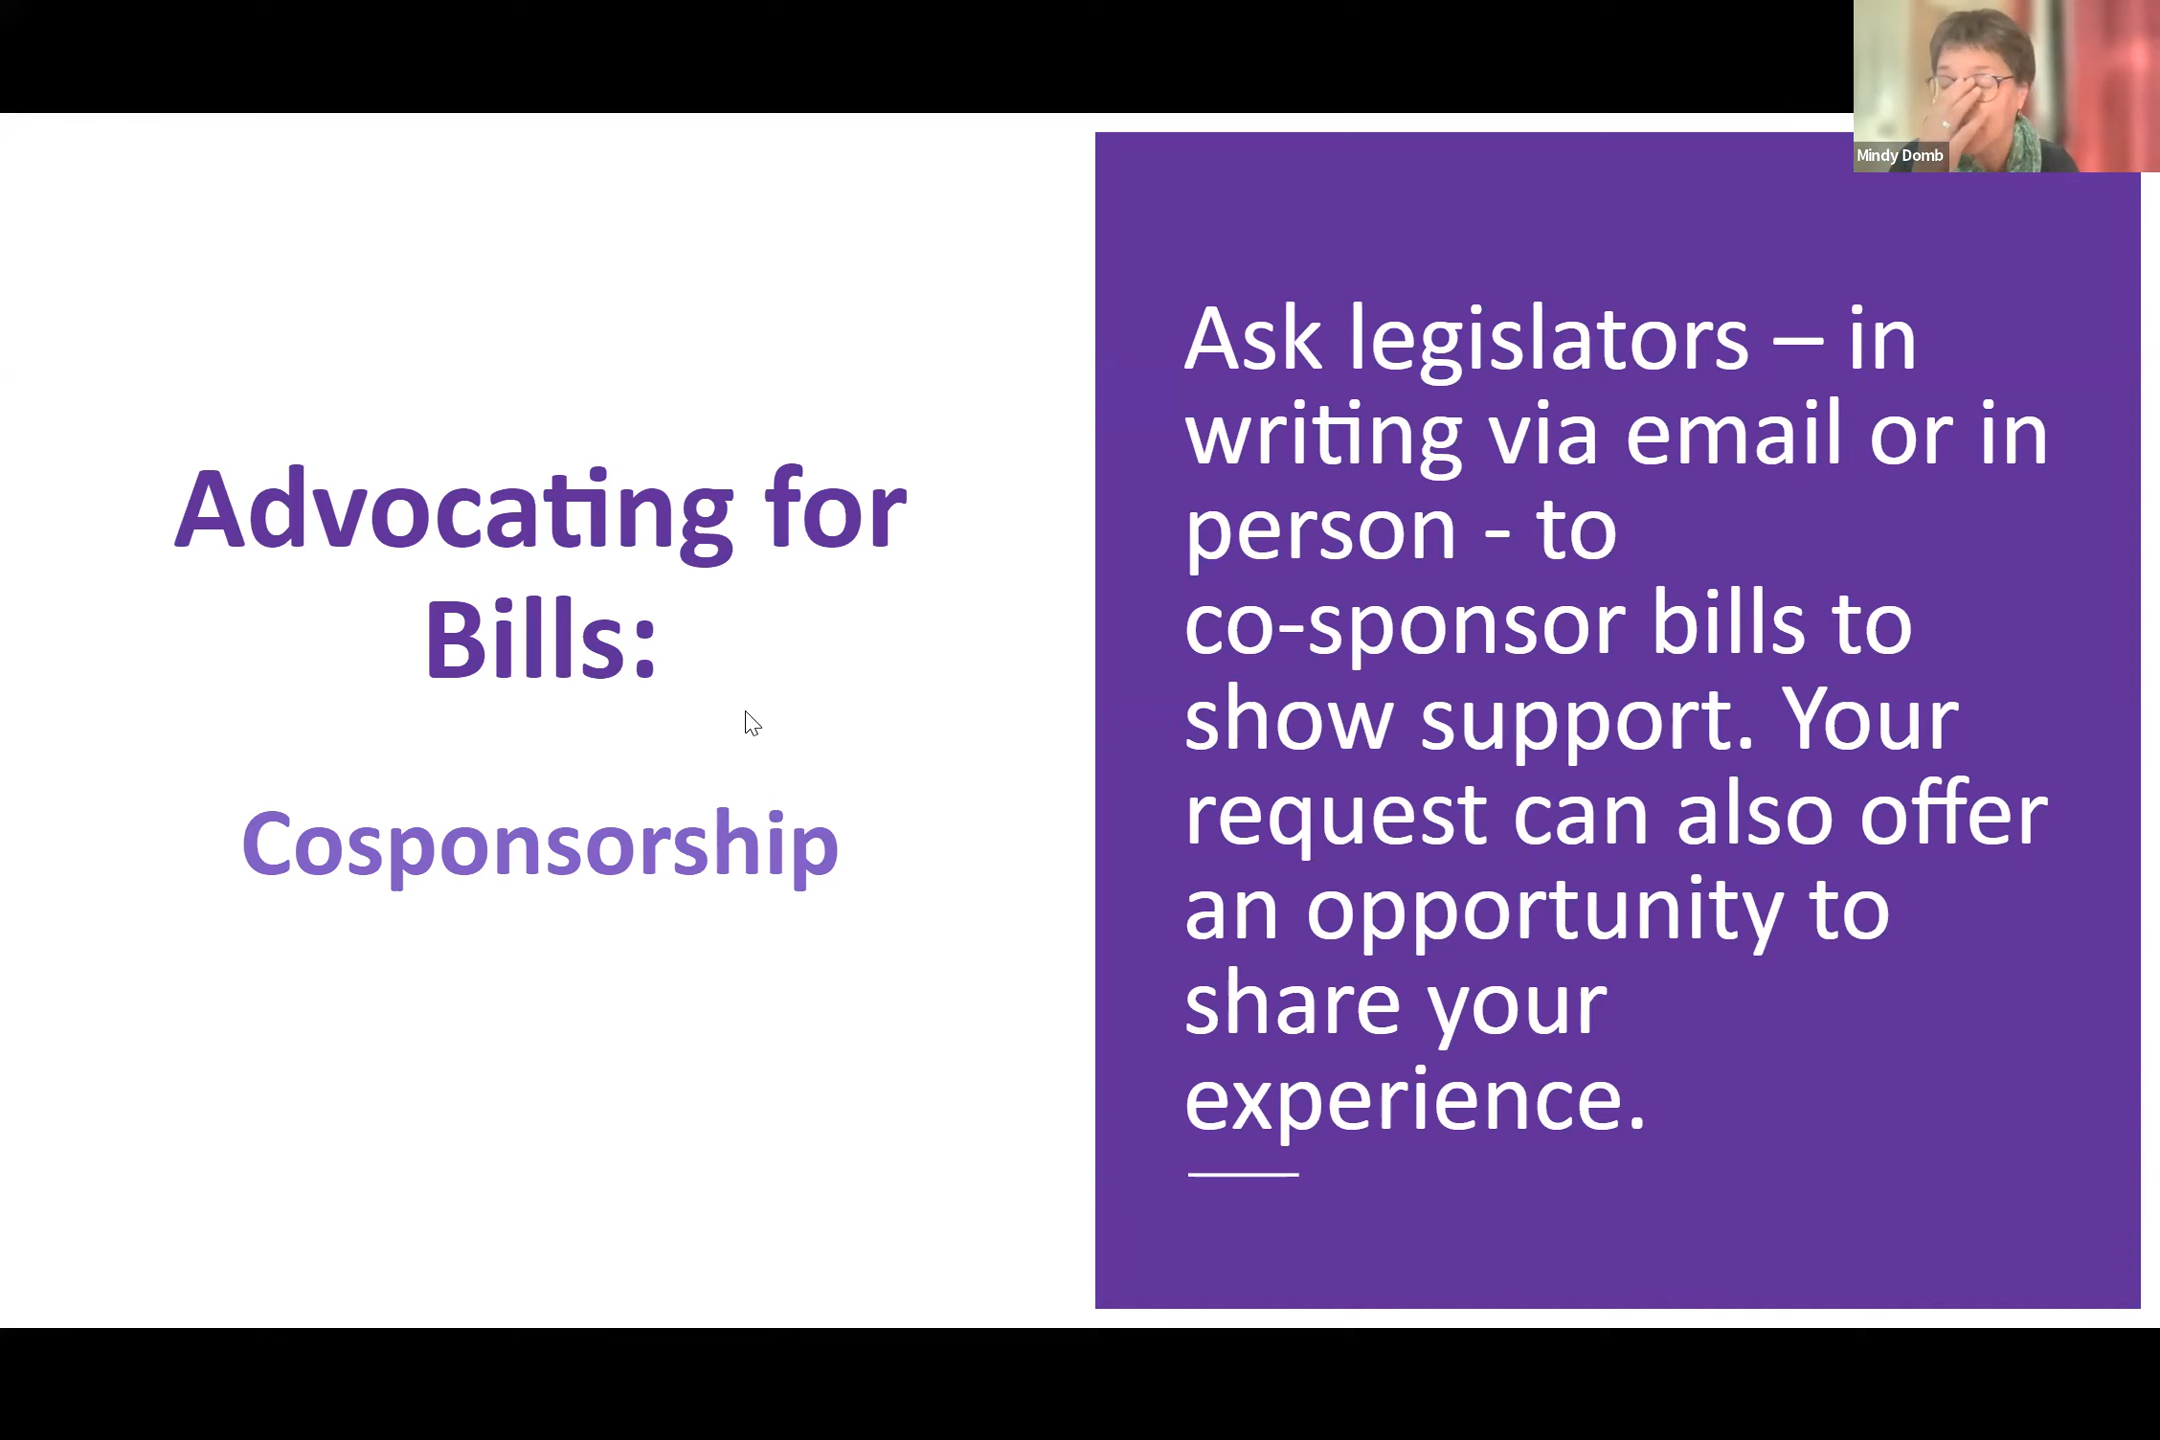 Mindy Domb
Advocating for
Bills:
Cosponsorship
Ask legislators – in
writing via email or in
person - to
co-sponsor bills to
show support. Your
request can also offer
an opportunity to
share your
experience.